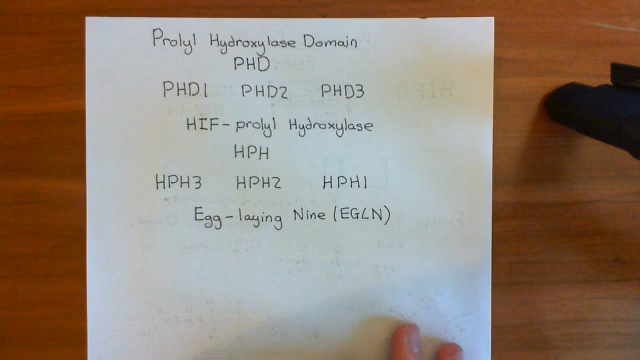 Prolyl Hydroxylase Domain
PHD
PHD1 PHD2 PHD3
HIF-prolyl Hydroxylase
HPH
HPH3 HPH2 HPH1
Egg-laying Nine (EGLN)